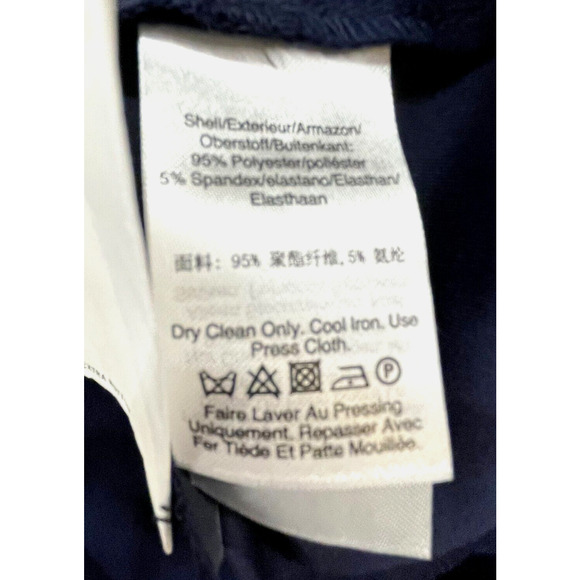 Shell/Exterieur/Armazon/
Oberstoff/Buitenkant:
95% Polyester/poliéster
5% Spandex/elastano/Elasthan/
Elasthaan
面料: 95% 聚酯纤维,5% 氨纶
Dry Clean Only. Cool Iron. Use
Press Cloth.
P
Faire Laver Au Pressing
Uniquement. Repasser Avec
Fer Tiède Et Patte Mouillée.